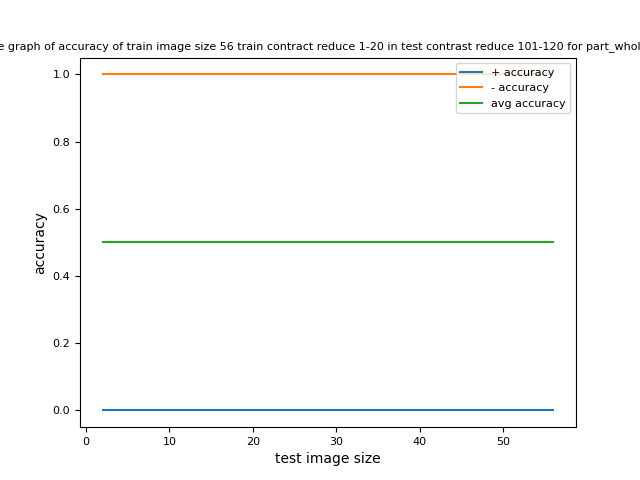 graph of accuracy of train image size 56 train contract reduce 1-20 in test contrast reduce 101-120 for
+ accuracy
- accuracy
avg accuracy
1.0
0.8
0.6
0.4
0.2
0.0
accuracy
0 10 20 30 40 50
test image size